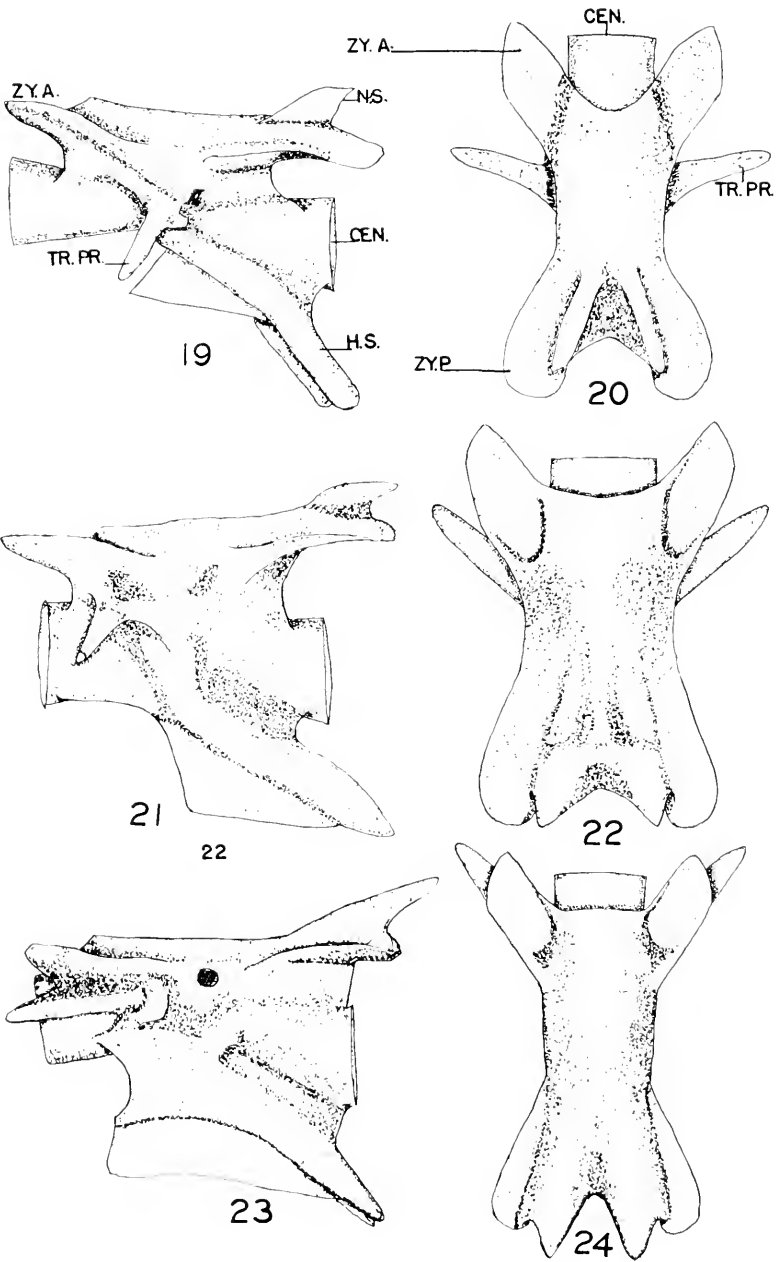 CEN.
ZY. A.
ZY. A.
N.S.
TR. PR.
TR. PR.
CEN.
H.S.
19
ZY. P.
20
21
22
22
23
24